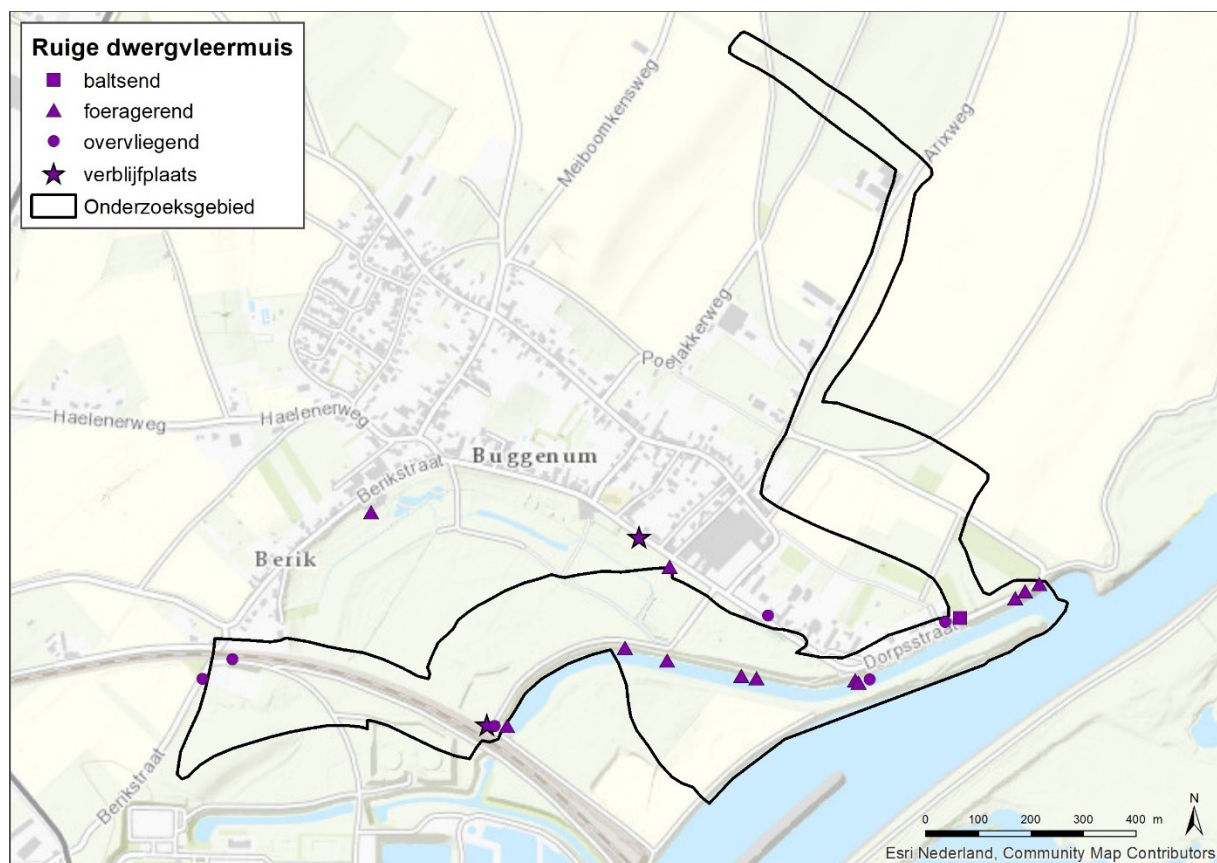 Ruige dwergvleermuis
baltsend
foeragerend
overvliegend
verblijfplaats
Onderzoeksgebied
Meiboomkensweg
Arixweg
Poelakkerweg
Haelenerweg
Haelenerweg
Buggenum
Berikstraat
Berik
Dorpsstraat
Berikstraat
N
0 100 200 300 400 m
Esri Nederland, Community Map Contributors